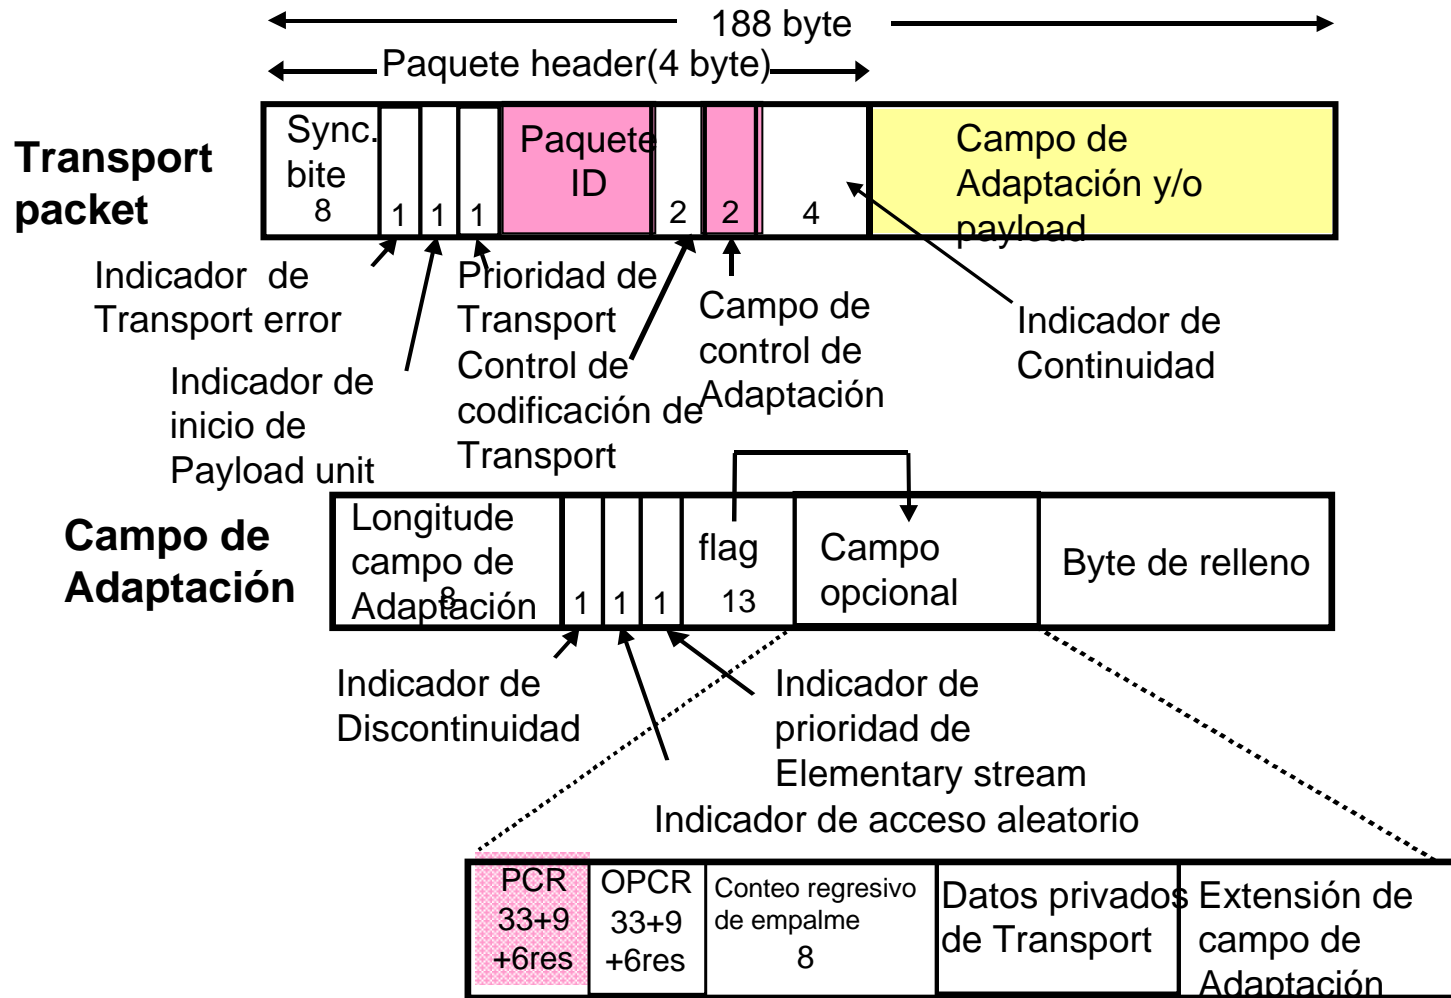 188 byte
Paquete header(4 byte)
Transport
packet
Sync.
bite
8
1
1
1
Paquete
ID
2
2
4
Campo de
Adaptación y/o
payload
Indicador de
Transport error
Indicador de
inicio de
Payload unit
Prioridad de
Transport
Control de
codificación de
Transport
Campo de
control de
Adaptación
Indicador de
Continuidad
Campo de
Adaptación
Longitude
campo de
Adaptación
8
1
1
1
flag
13
Campo
opcional
Byte de relleno
Indicador de
Discontinuidad
Indicador de
prioridad de
Elementary stream
Indicador de acceso aleatorio
PCR
33+9
+6res
OPCR
33+9
+6res
Conteo regresivo
de empalme
8
Datos privados
de Transport
Extensión de
campo de
Adaptación